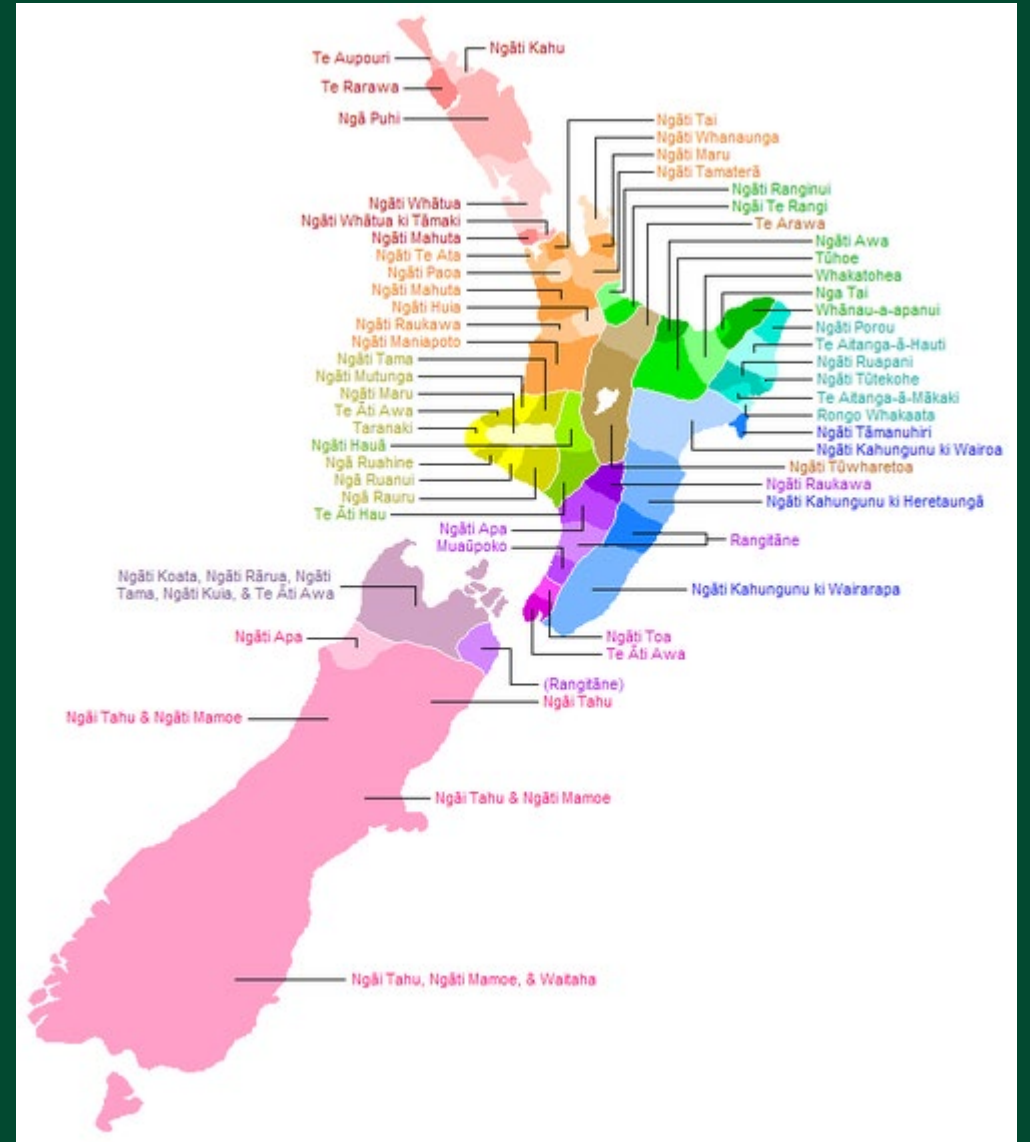 Ngāti Kahu
Te Aupouri
Te Rarawa
Ngā Puhi
Ngāti Tai
Ngāti Whanaunga
Ngāti Maru
Ngāti Tamaterā
Ngāti Ranginui
Ngāi Te Rangi
Te Arawa
Ngāti Awa
Tūhoe
Whakatohea
Nga Tai
Whānau-a-apanui
Ngāti Porou
Te Aitanga-ā-Hauti
Ngāti Ruapani
Ngāti Tūtekohe
Te Aitanga-ā-Mākaki
Rongo Whakaata
Ngāti Tāmanuhiri
Ngāti Kahungunu ki Wairoa
Ngāti Tūwharetoa
Ngāti Raukawa
Ngāti Kahungunu ki Heretaungā
Rangitāne
Ngāti Kahungunu ki Wairarapa
Ngāti Whātua
Ngāti Whātua ki Tāmaki
Ngāti Mahuta
Ngāti Te Ata
Ngāti Paoa
Ngāti Mahuta
Ngāti Huia
Ngāti Raukawa
Ngāti Maniapoto
Ngāti Tama
Ngāti Mutunga
Ngāti Maru
Te Āti Awa
Taranaki
Ngāti Hauā
Ngā Ruahine
Ngā Ruanui
Ngā Rauru
Te Āti Hau
Ngāti Apa
Muaūpoko
Ngāti Toa
Te Āti Awa
Ngāti Koata, Ngāti Rārua, Ngāti
Tama, Ngāti Kuia, & Te Āti Awa
Ngāti Apa
(Rangitāne)
Ngāi Tahu
Ngāi Tahu & Ngāti Mamoe
Ngāi Tahu & Ngāti Mamoe
Ngāi Tahu, Ngāti Mamoe, & Waitaha